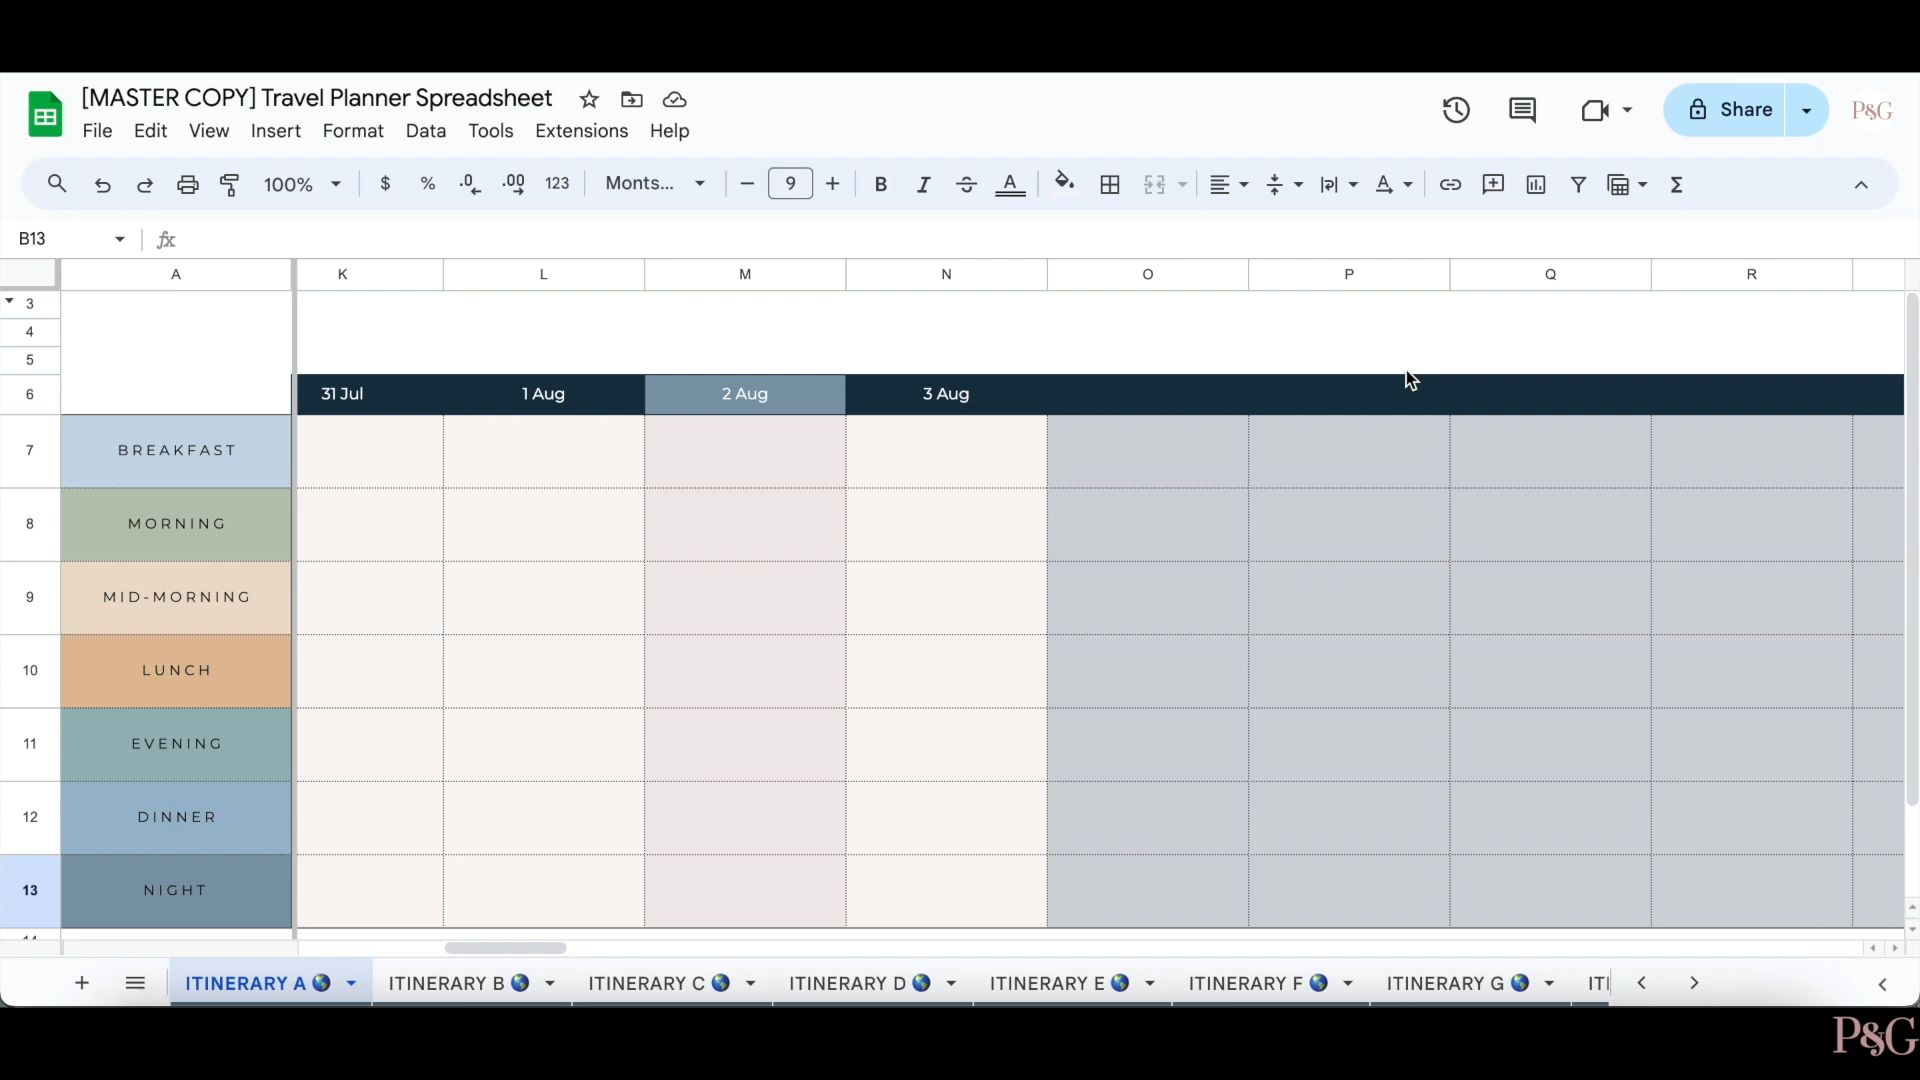 [MASTER COPY] Travel Planner Spreadsheet
File Edit View Insert Format Data Tools Extensions Help
Share
P&G
100% $ % .0 .00 123 Monts... − 9 + B I S A A Σ
B13 fx
A K L M N O P Q R
3
4
5
6 31 Jul 1 Aug 2 Aug 3 Aug
7 BREAKFAST
8 MORNING
9 MID-MORNING
10 LUNCH
11 EVENING
12 DINNER
13 NIGHT
ITINERARY A ITINERARY B ITINERARY C ITINERARY D ITINERARY E ITINERARY F ITINERARY G ITI
P&G